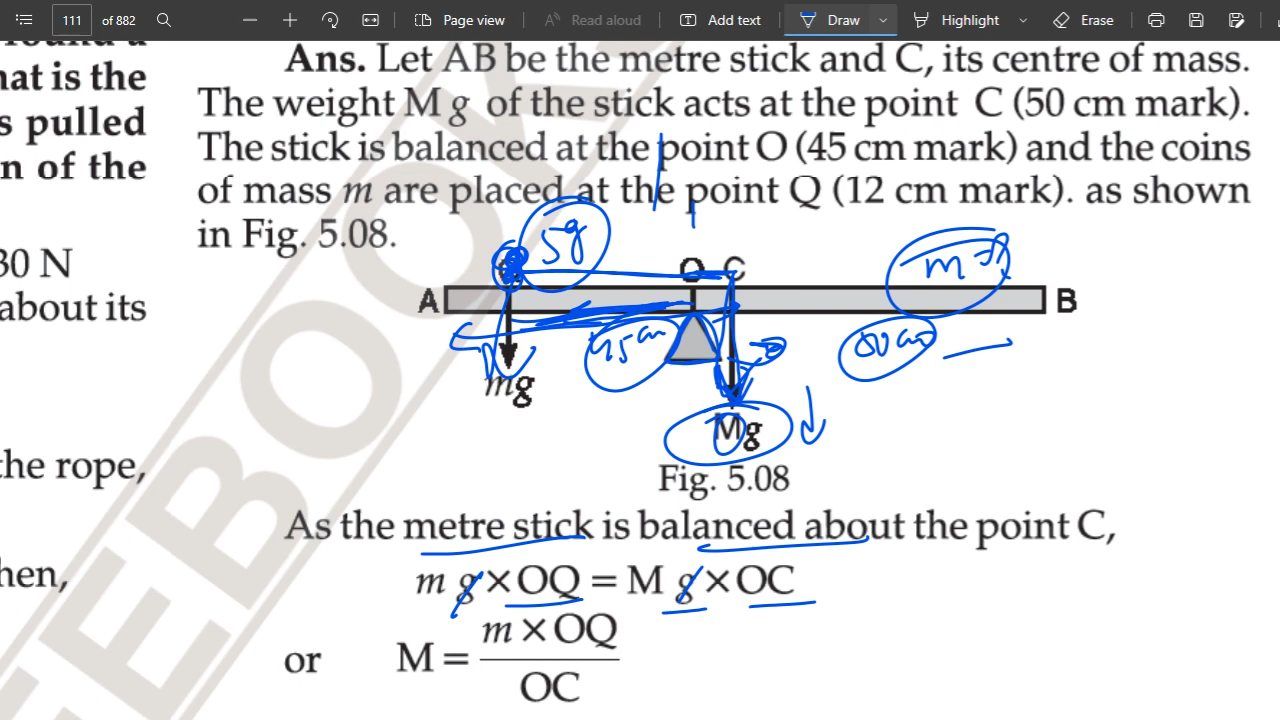 111 of 882 Page view Read aloud Add text Draw Highlight Erase
found a
hat is the
s pulled
n of the
30 N
about its
the rope,
hen,
Ans. Let AB be the metre stick and C, its centre of mass.
The weight M g of the stick acts at the point C (50 cm mark).
The stick is balanced at the point O (45 cm mark) and the coins
of mass m are placed at the point Q (12 cm mark). as shown
in Fig. 5.08.
5g
O C
A B
45cm
mg
Mg
Fig. 5.08
As the metre stick is balanced about the point C,
m g × OQ = M g × OC
or M = m × OQ
OC
EBOOK